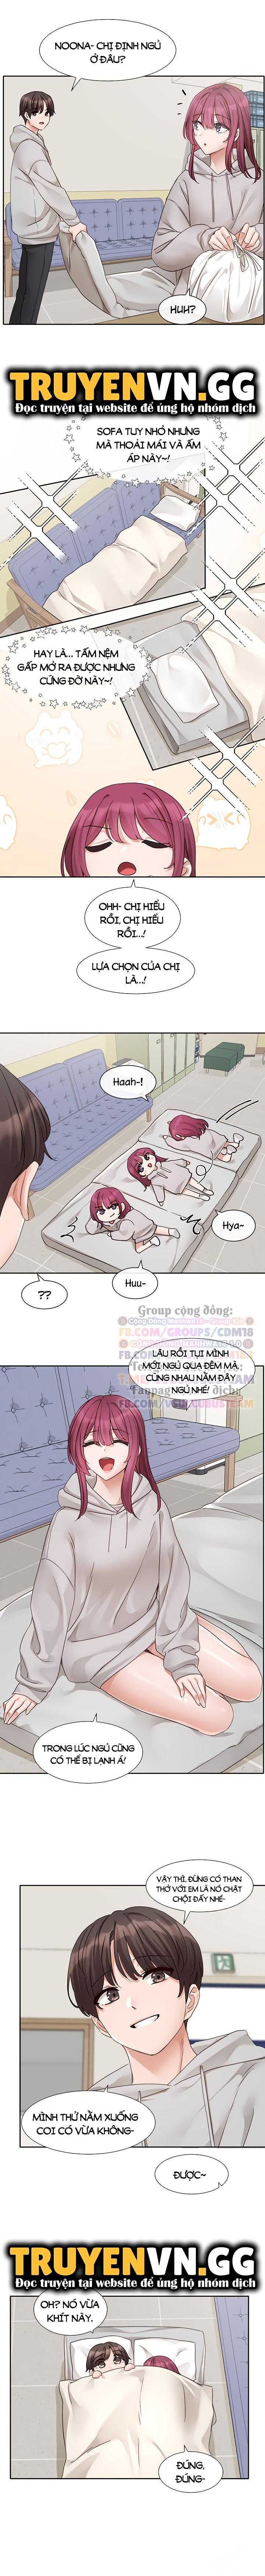 NOONA- CHỊ ĐỊNH NGỦ
Ở ĐÂU?
HUH?
TRUYENVN.GG
Đọc truyện tại website để ủng hộ nhóm dịch
SOFA TUY NHỎ NHƯNG
MÀ THOẢI MÁI VÀ ẤM
ÁP NÀY~!
HAY LÀ... TẤM NỆM
GẤP MỞ RA ĐƯỢC NHƯNG
CỨNG ĐỜ NÀY~!
OHH- CHỊ HIỂU
RỒI, CHỊ HIỂU
RỒI...!
LỰA CHỌN CỦA CHỊ
LÀ...!
Haah-!
Hya~
Huu-
??
Group cộng đồng:
FB.COM/GROUPS/CDM18
LÂU RỒI TỤI MÌNH
MỚI NGỦ QUA ĐÊM MÀ,
CÙNG NHAU NẰM ĐÂY
NGỦ NHÉ!
TRONG LÚC NGỦ CŨNG
CÓ THỂ BỊ LẠNH Á!
VẬY THÌ, ĐỪNG CÓ THAN
THỞ VỚI EM LÀ NÓ CHẬT
CHỘI ĐẤY NHÉ-
MÌNH THỬ NẰM XUỐNG
COI CÓ VỪA KHÔNG-
ĐƯỢC~
TRUYENVN.GG
Đọc truyện tại website để ủng hộ nhóm dịch
OH? NÓ VỪA
KHÍT NÀY.
ĐÚNG,
ĐÚNG-